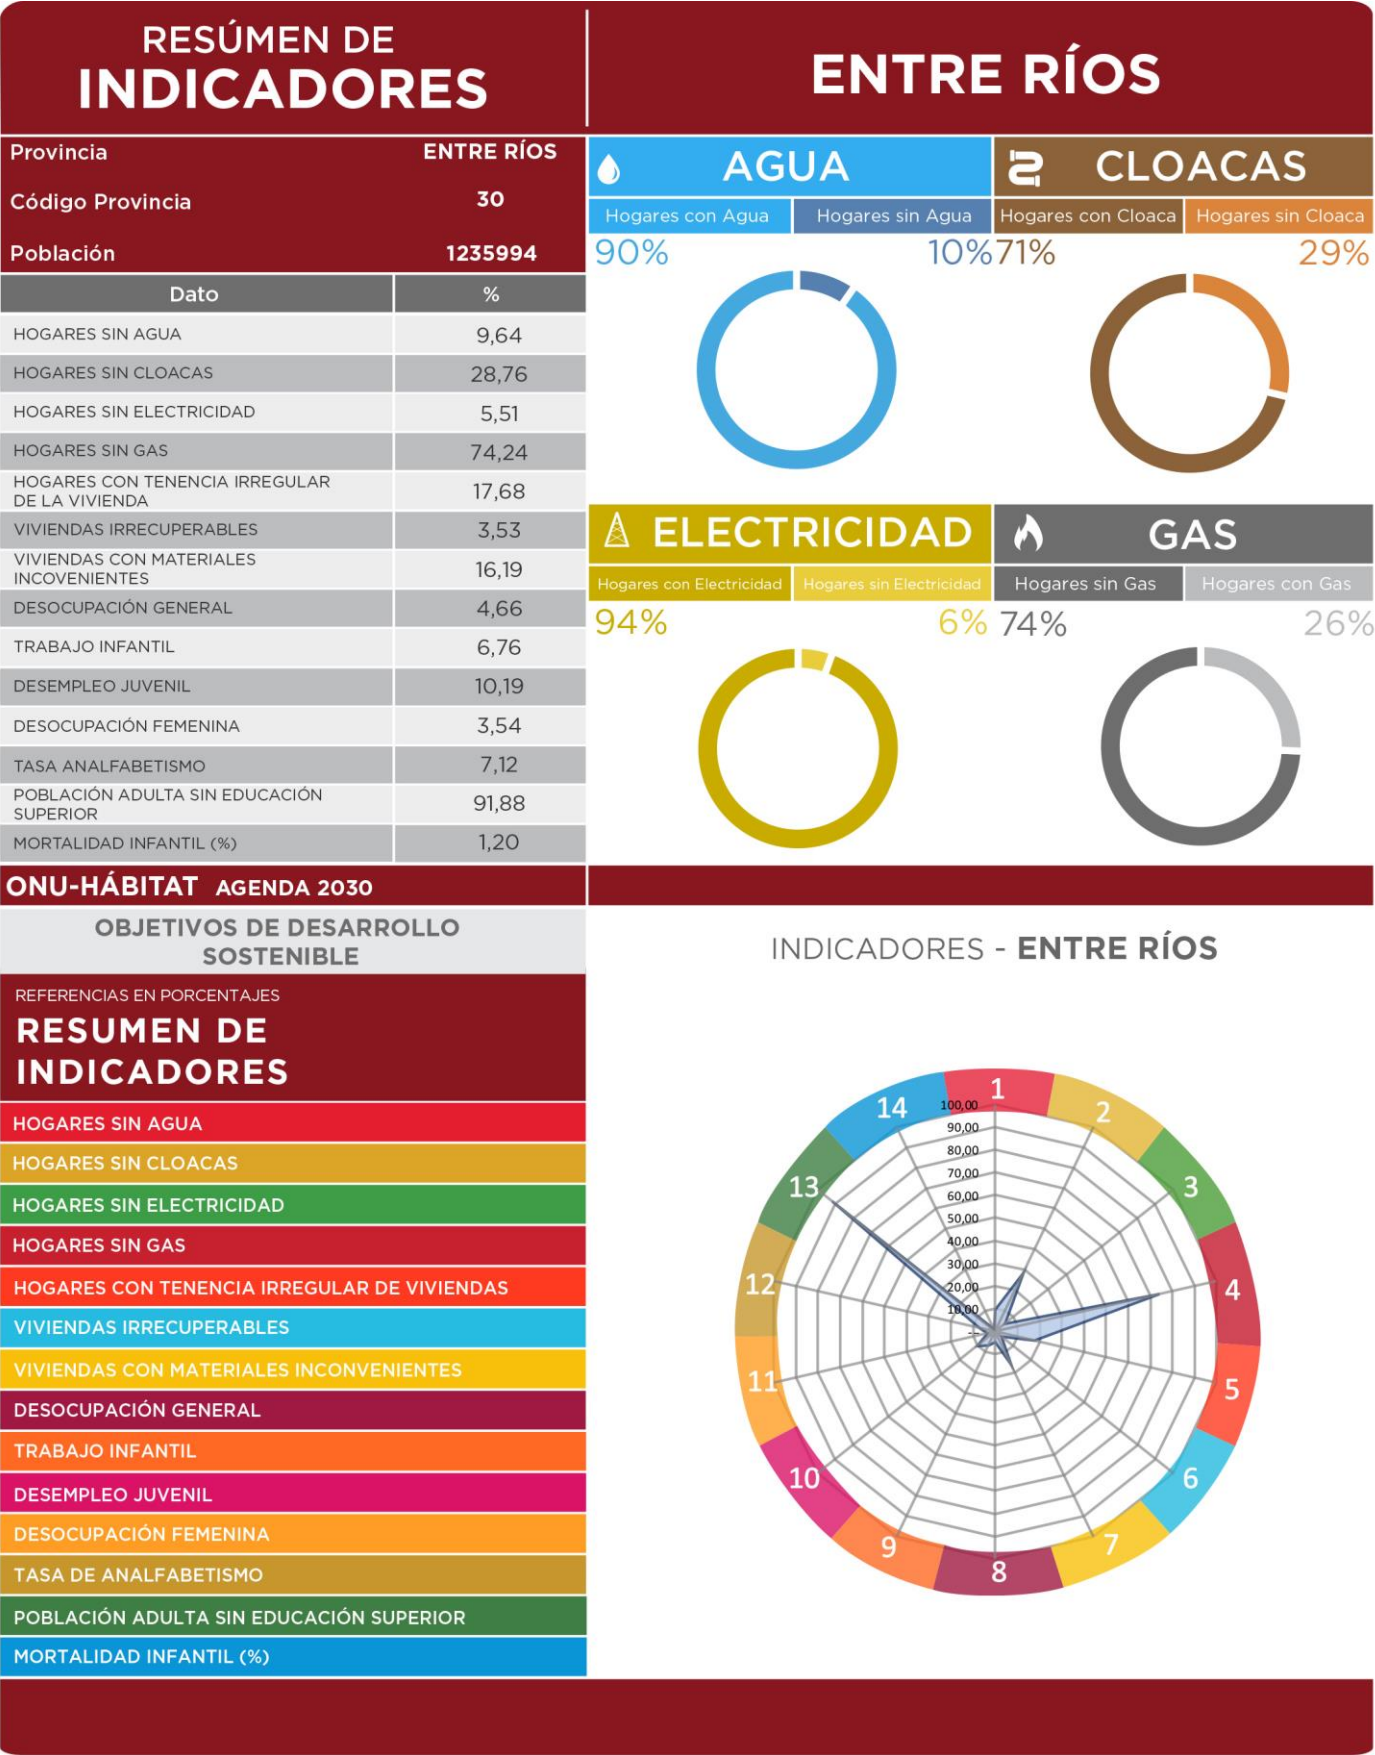 RESÚMEN DE
INDICADORES
ENTRE RÍOS
Provincia ENTRE RÍOS
Código Provincia 30
Población 1235994
Dato %
HOGARES SIN AGUA 9,64
HOGARES SIN CLOACAS 28,76
HOGARES SIN ELECTRICIDAD 5,51
HOGARES SIN GAS 74,24
HOGARES CON TENENCIA IRREGULAR
DE LA VIVIENDA 17,68
VIVIENDAS IRRECUPERABLES 3,53
VIVIENDAS CON MATERIALES
INCOVENIENTES 16,19
DESOCUPACIÓN GENERAL 4,66
TRABAJO INFANTIL 6,76
DESEMPLEO JUVENIL 10,19
DESOCUPACIÓN FEMENINA 3,54
TASA ANALFABETISMO 7,12
POBLACIÓN ADULTA SIN EDUCACIÓN
SUPERIOR 91,88
MORTALIDAD INFANTIL (%) 1,20
AGUA
Hogares con Agua Hogares sin Agua
90% 10%
CLOACAS
Hogares con Cloaca Hogares sin Cloaca
71% 29%
ELECTRICIDAD
Hogares con Electricidad Hogares sin Electricidad
94% 6%
GAS
Hogares sin Gas Hogares con Gas
74% 26%
ONU-HÁBITAT AGENDA 2030
OBJETIVOS DE DESARROLLO
SOSTENIBLE
REFERENCIAS EN PORCENTAJES
RESUMEN DE
INDICADORES
HOGARES SIN AGUA
HOGARES SIN CLOACAS
HOGARES SIN ELECTRICIDAD
HOGARES SIN GAS
HOGARES CON TENENCIA IRREGULAR DE VIVIENDAS
VIVIENDAS IRRECUPERABLES
VIVIENDAS CON MATERIALES INCONVENIENTES
DESOCUPACIÓN GENERAL
TRABAJO INFANTIL
DESEMPLEO JUVENIL
DESOCUPACIÓN FEMENINA
TASA DE ANALFABETISMO
POBLACIÓN ADULTA SIN EDUCACIÓN SUPERIOR
MORTALIDAD INFANTIL (%)
INDICADORES - ENTRE RÍOS
1
2
3
4
5
6
7
8
9
10
11
12
13
14
100,00
90,00
80,00
70,00
60,00
50,00
40,00
30,00
20,00
10,00
-